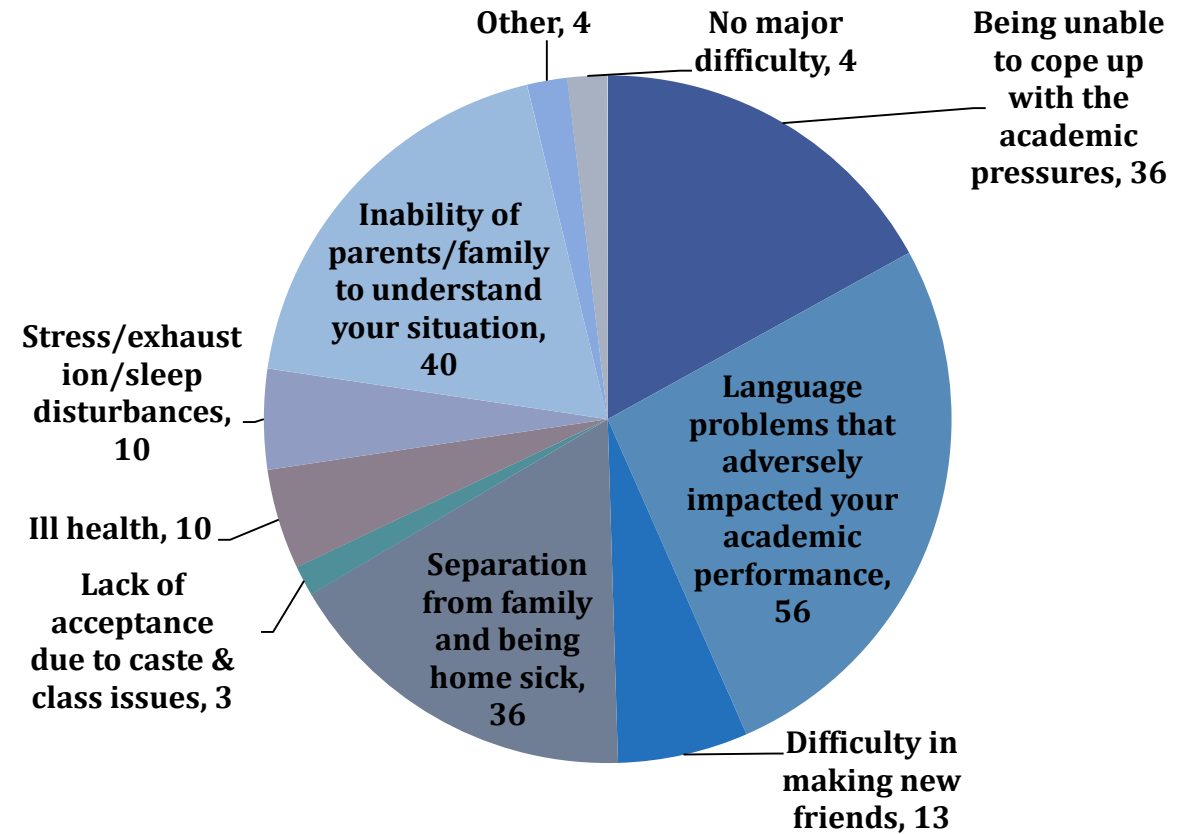 Other, 4
No major
difficulty, 4
Being unable
to cope up
with the
academic
pressures, 36
Language
problems that
adversely
impacted your
academic
performance,
56
Difficulty in
making new
friends, 13
Separation
from family
and being
home sick,
36
Lack of
acceptance
due to caste &
class issues, 3
Ill health, 10
Stress/exhaust
ion/sleep
disturbances,
10
Inability of
parents/family
to understand
your situation,
40